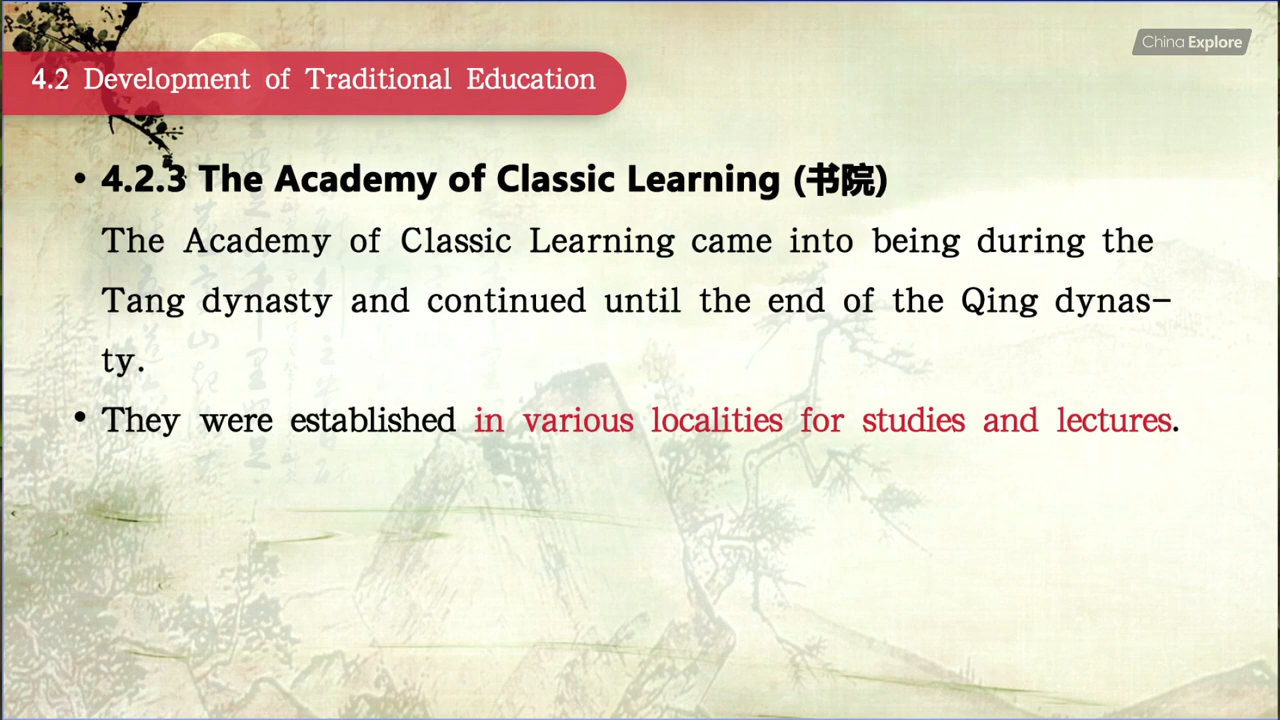 China Explore
4.2 Development of Traditional Education
• 4.2.3 The Academy of Classic Learning (书院)
The Academy of Classic Learning came into being during the
Tang dynasty and continued until the end of the Qing dynas-
ty.
• They were established in various localities for studies and lectures.